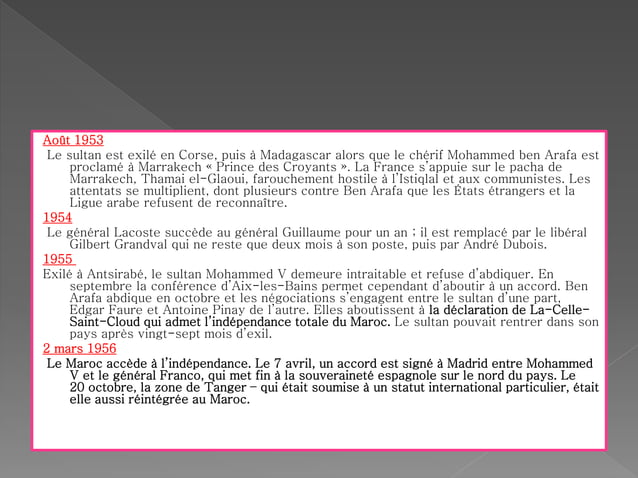 Août 1953
Le sultan est exilé en Corse, puis à Madagascar alors que le chérif Mohammed ben Arafa est
proclamé à Marrakech « Prince des Croyants ». La France s'appuie sur le pacha de
Marrakech, Thamai el-Glaoui, farouchement hostile à l'Istiqlal et aux communistes. Les
attentats se multiplient, dont plusieurs contre Ben Arafa que les États étrangers et la
Ligue arabe refusent de reconnaître.
1954
Le général Lacoste succède au général Guillaume pour un an ; il est remplacé par le libéral
Gilbert Grandval qui ne reste que deux mois à son poste, puis par André Dubois.
1955
Exilé à Antsirabé, le sultan Mohammed V demeure intraitable et refuse d'abdiquer. En
septembre la conférence d'Aix-les-Bains permet cependant d'aboutir à un accord. Ben
Arafa abdique en octobre et les négociations s'engagent entre le sultan d'une part,
Edgar Faure et Antoine Pinay de l'autre. Elles aboutissent à la déclaration de La-Celle-
Saint-Cloud qui admet l'indépendance totale du Maroc. Le sultan pouvait rentrer dans son
pays après vingt-sept mois d'exil.
2 mars 1956
Le Maroc accède à l'indépendance. Le 7 avril, un accord est signé à Madrid entre Mohammed
V et le général Franco, qui met fin à la souveraineté espagnole sur le nord du pays. Le
20 octobre, la zone de Tanger – qui était soumise à un statut international particulier, était
elle aussi réintégrée au Maroc.